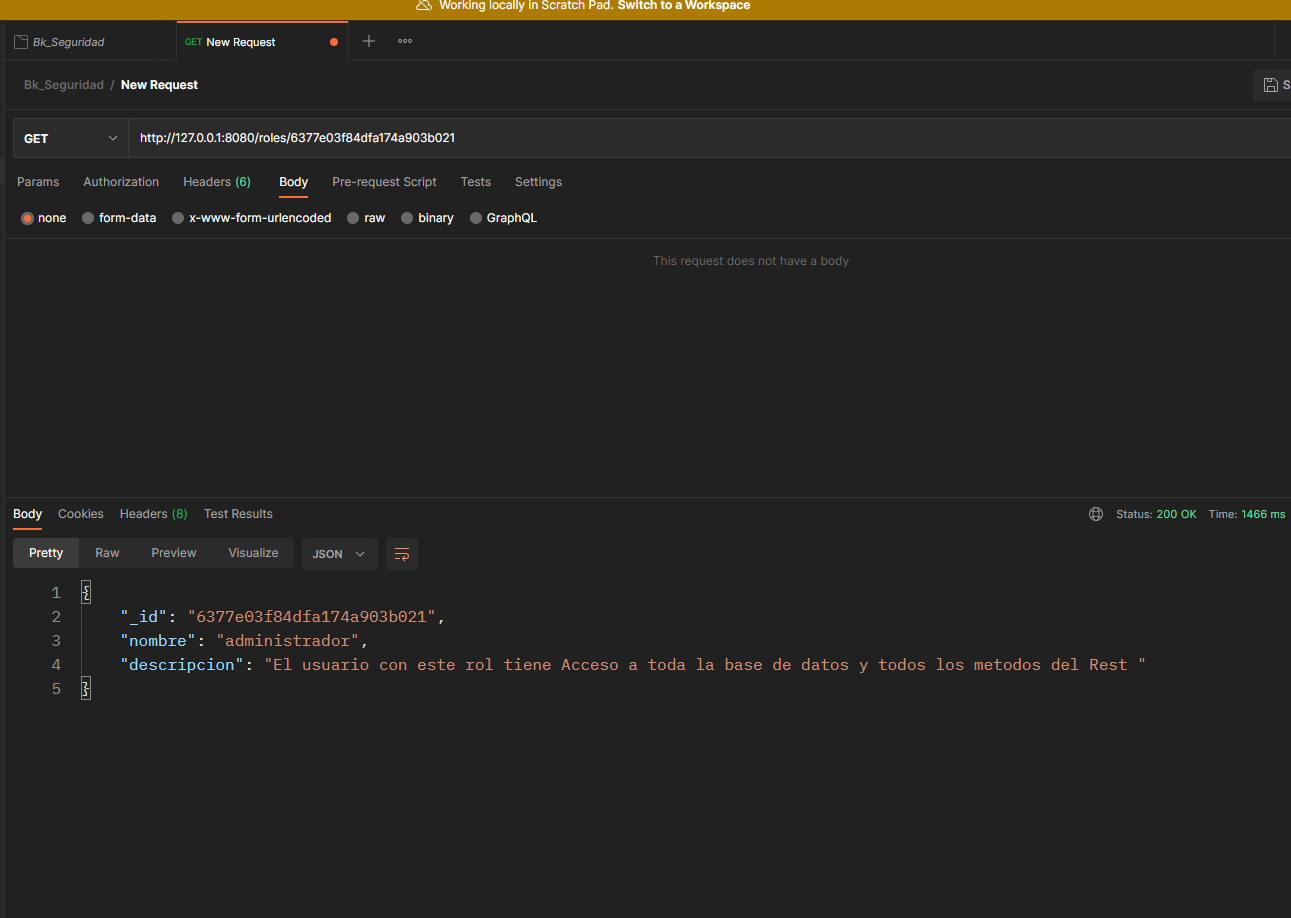 Working locally in Scratch Pad. Switch to a Workspace
Bk_Seguridad GET New Request
Bk_Seguridad / New Request
GET http://127.0.0.1:8080/roles/6377e03f84dfa174a903b021
Params Authorization Headers (6) Body Pre-request Script Tests Settings
none form-data x-www-form-urlencoded raw binary GraphQL
This request does not have a body
Body Cookies Headers (8) Test Results Status: 200 OK Time: 1466 ms
Pretty Raw Preview Visualize JSON
1 {
2 "_id": "6377e03f84dfa174a903b021",
3 "nombre": "administrador",
4 "descripcion": "El usuario con este rol tiene Acceso a toda la base de datos y todos los metodos del Rest "
5 }